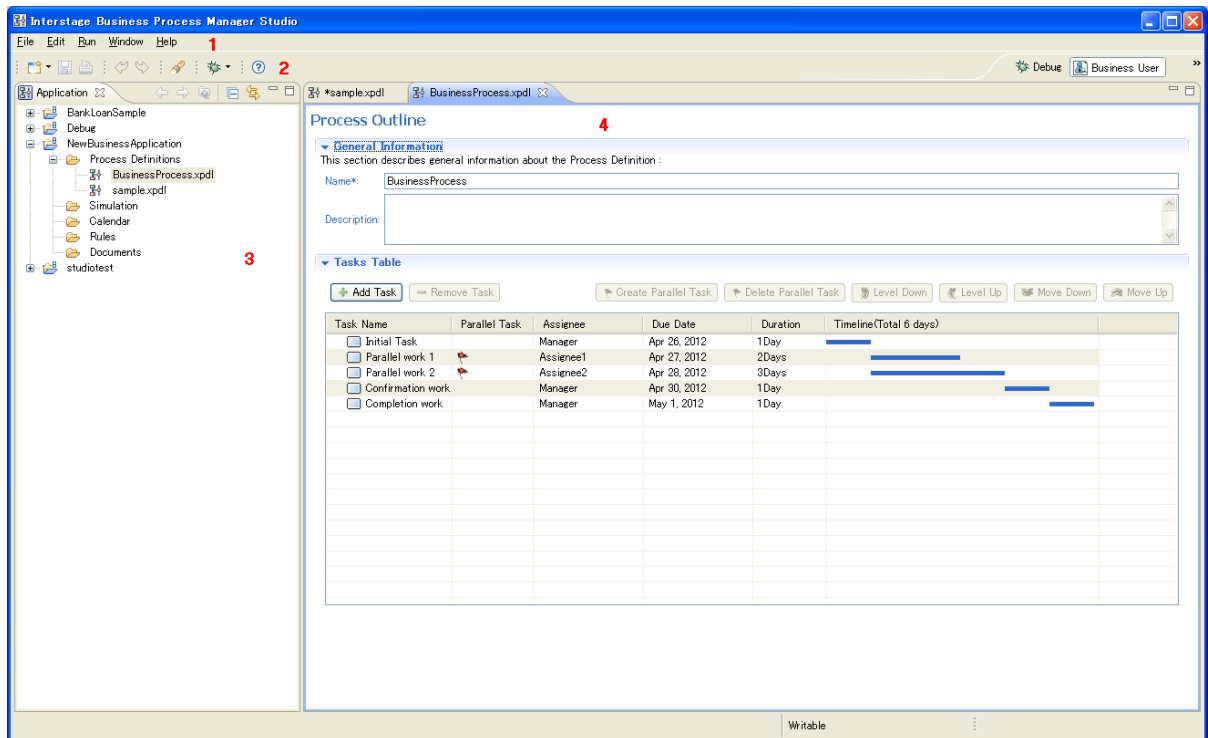 Interstage Business Process Manager Studio
File Edit Run Window Help 1
2 Debug Business User »
Application *sample.xpdl BusinessProcess.xpdl
BankLoanSample
Debug
NewBusinessApplication
Process Definitions
BusinessProcess.xpdl
sample.xpdl
Simulation
Calendar
Rules
Documents
studiotest
3
Process Outline
4
General Information
This section describes general information about the Process Definition :
Name*: BusinessProcess
Description:
Tasks Table
Add Task Remove Task Create Parallel Task Delete Parallel Task Level Down Level Up Move Down Move Up
Task Name Parallel Task Assignee Due Date Duration Timeline(Total 6 days)
Initial Task Manager Apr 26, 2012 1Day
Parallel work 1 Assignee1 Apr 27, 2012 2Days
Parallel work 2 Assignee2 Apr 28, 2012 3Days
Confirmation work Manager Apr 30, 2012 1Day
Completion work Manager May 1, 2012 1Day
Writable